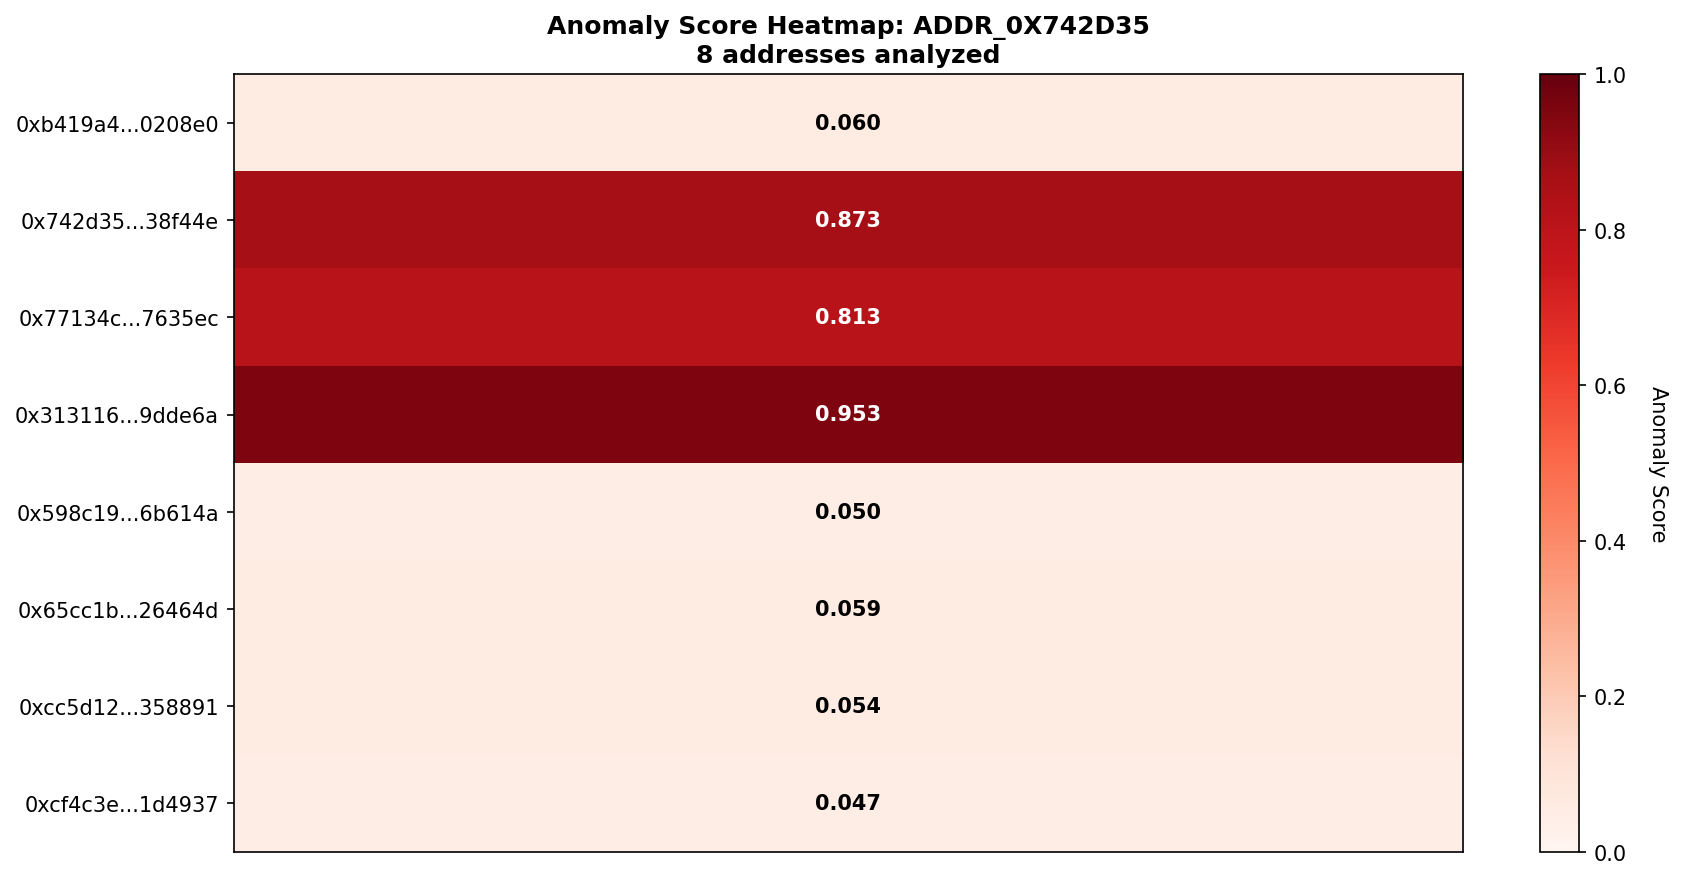 Anomaly Score Heatmap: ADDR_0X742D35
8 addresses analyzed
0xb419a4...0208e0
0.060
0x742d35...38f44e
0.873
0x77134c...7635ec
0.813
0x313116...9dde6a
0.953
0x598c19...6b614a
0.050
0x65cc1b...26464d
0.059
0xcc5d12...358891
0.054
0xcf4c3e...1d4937
0.047
1.0
0.8
0.6
0.4
0.2
0.0
Anomaly Score